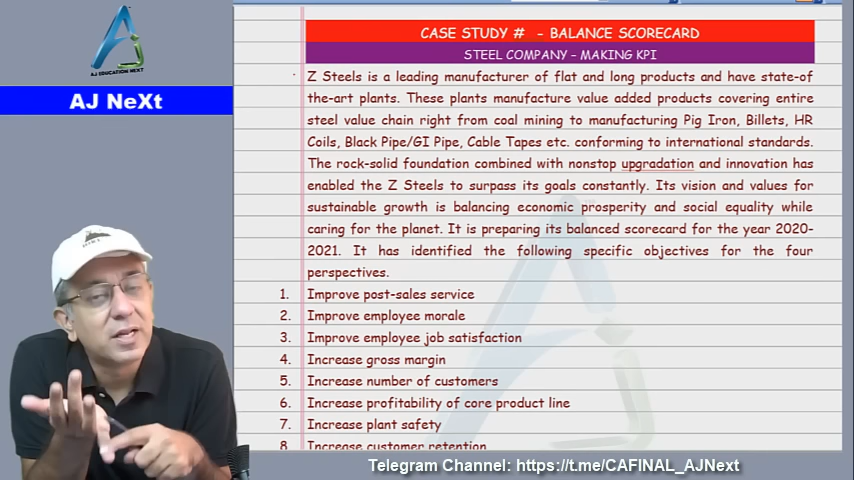 CASE STUDY # - BALANCE SCORECARD
STEEL COMPANY – MAKING KPI
AJ EDUCATION NEXT
AJ NeXt
Z Steels is a leading manufacturer of flat and long products and have state-of
the-art plants. These plants manufacture value added products covering entire
steel value chain right from coal mining to manufacturing Pig Iron, Billets, HR
Coils, Black Pipe/GI Pipe, Cable Tapes etc. conforming to international standards.
The rock-solid foundation combined with nonstop upgradation and innovation has
enabled the Z Steels to surpass its goals constantly. Its vision and values for
sustainable growth is balancing economic prosperity and social equality while
caring for the planet. It is preparing its balanced scorecard for the year 2020-
2021. It has identified the following specific objectives for the four
perspectives.
1. Improve post-sales service
2. Improve employee morale
3. Improve employee job satisfaction
4. Increase gross margin
5. Increase number of customers
6. Increase profitability of core product line
7. Increase plant safety
8 Increase customer retention
Telegram Channel: https://t.me/CAFINAL_AJNext